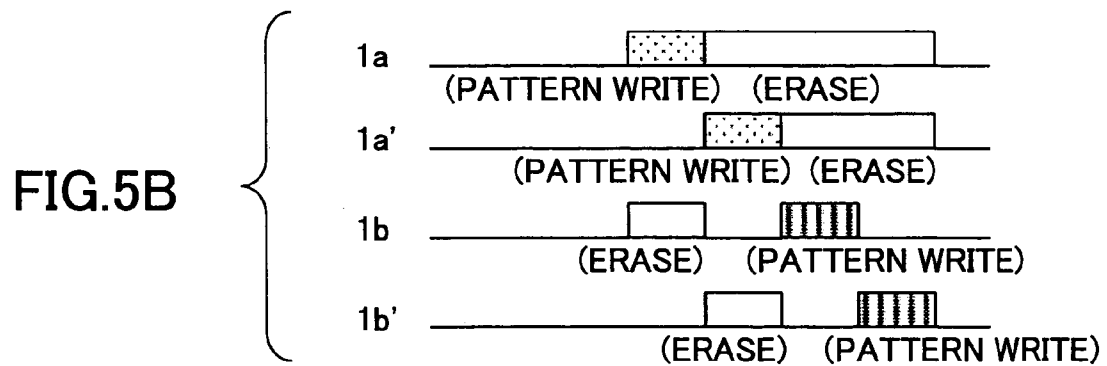 FIG.5B
1a
(PATTERN WRITE) (ERASE)
1a'
(PATTERN WRITE) (ERASE)
1b
(ERASE) (PATTERN WRITE)
1b'
(ERASE) (PATTERN WRITE)